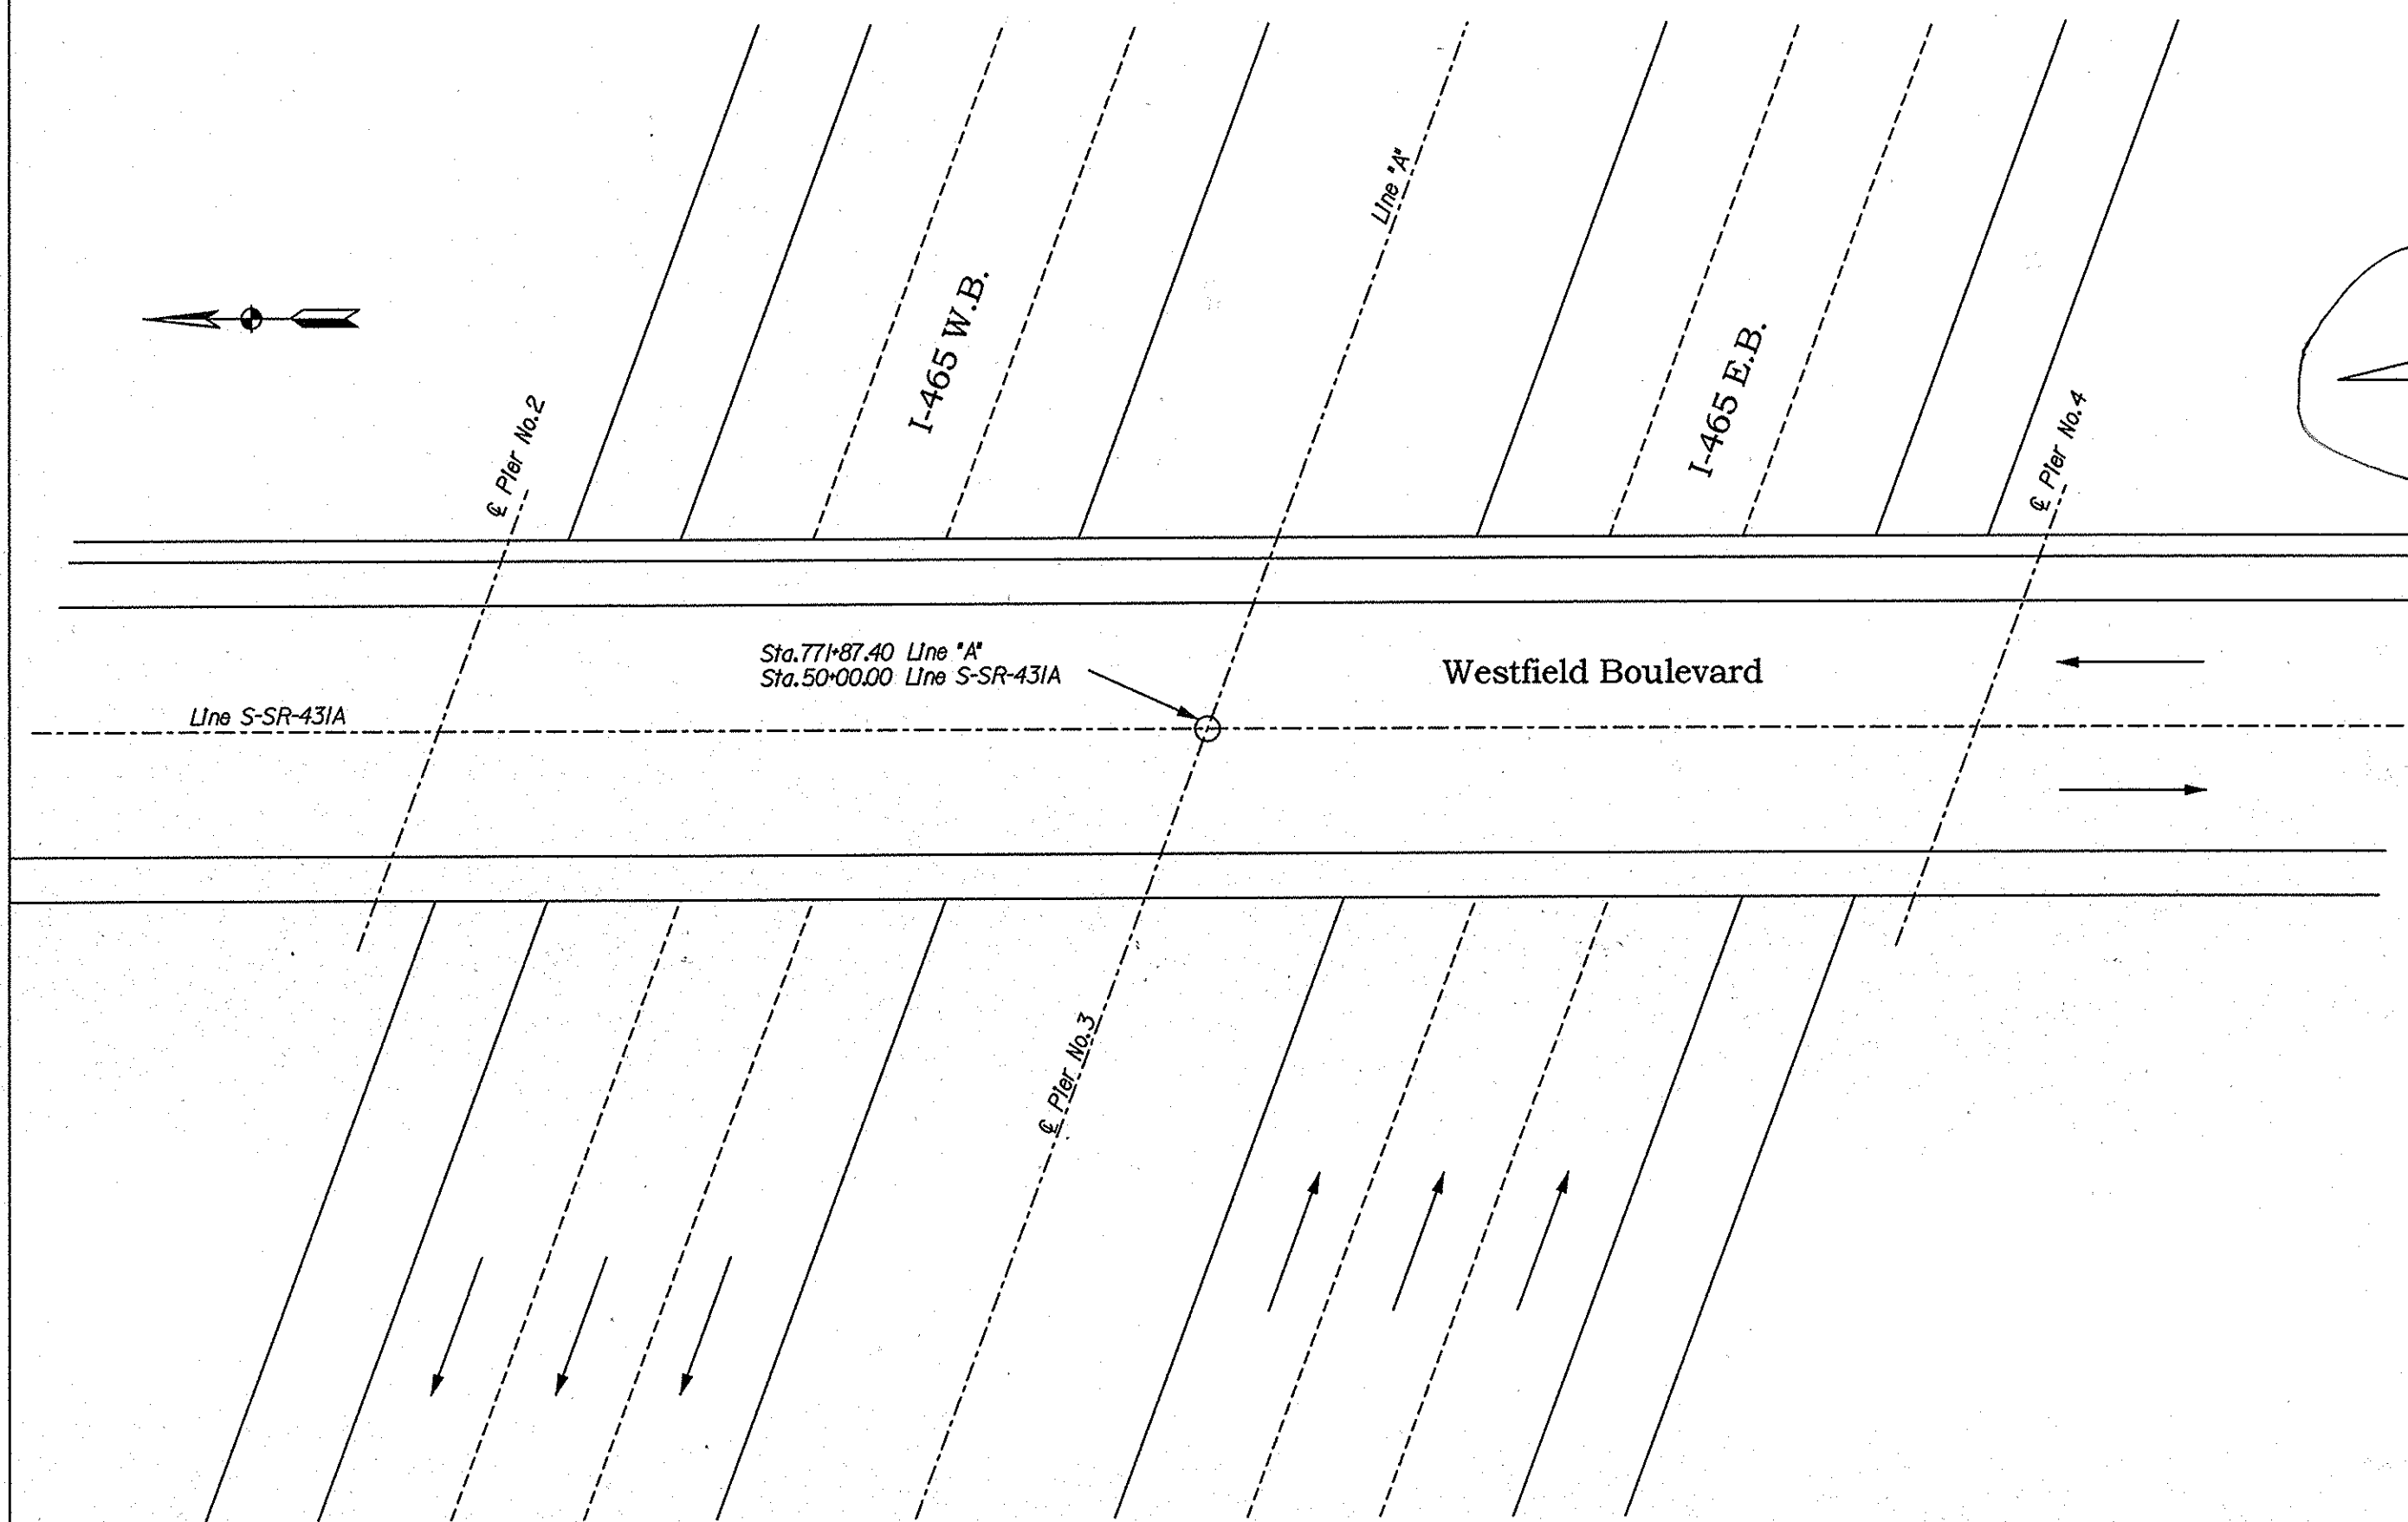 Line "A"
I-465 W.B.
I-465 E.B.
℄ Pier No.2
℄ Pier No.4
Sta.771+87.40 Line "A"
Sta.50+00.00 Line S-SR-431A
Westfield Boulevard
Line S-SR-431A
℄ Pier No.3